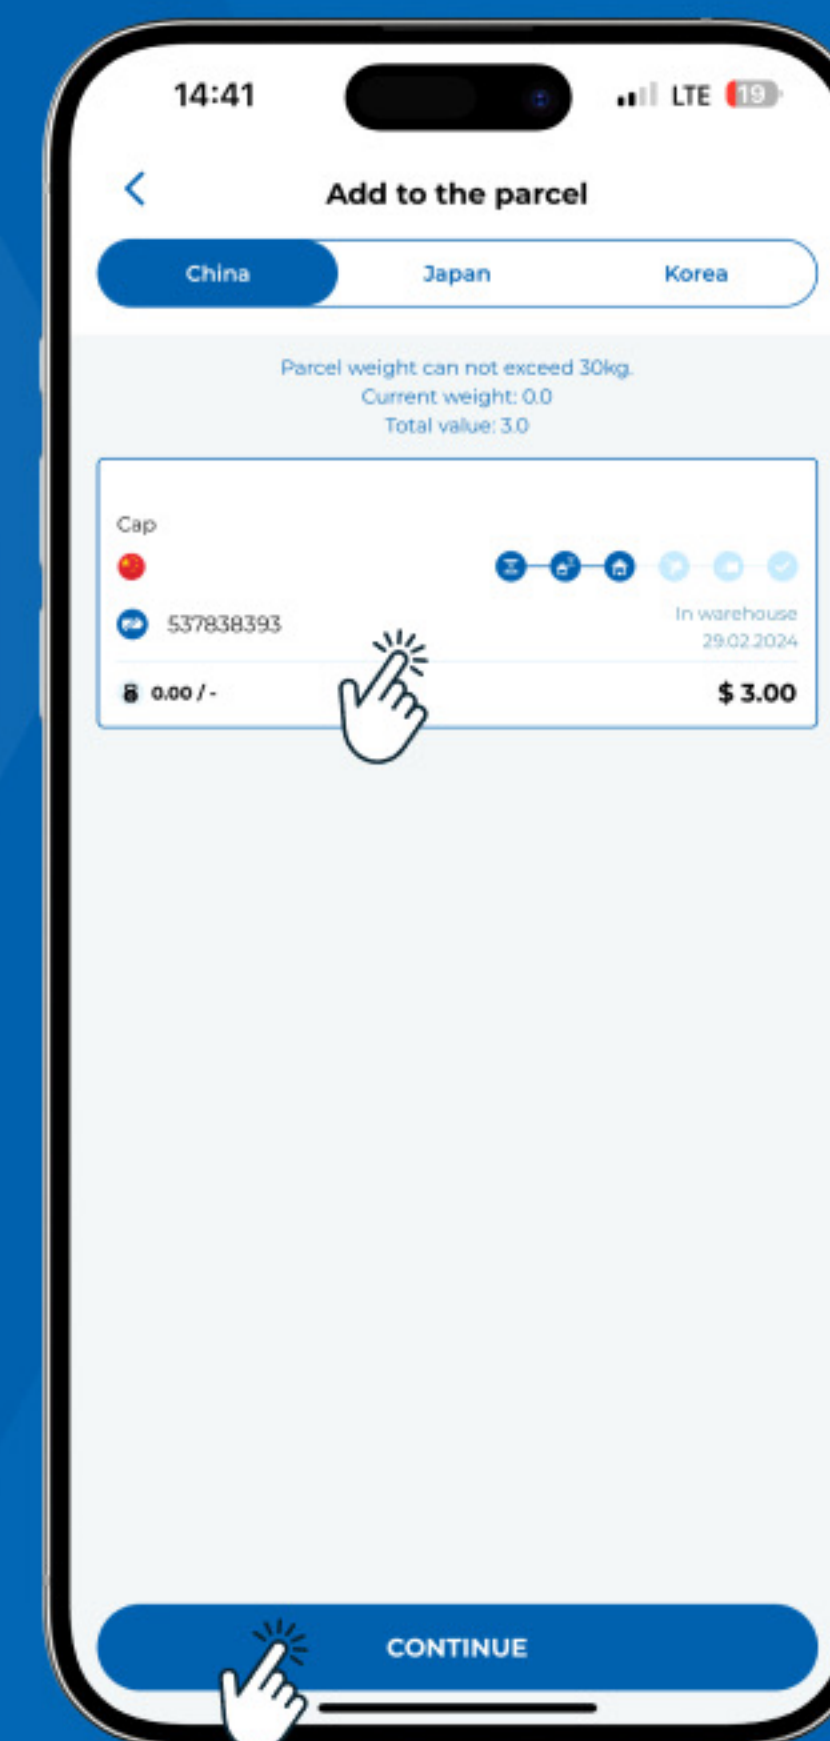 14:41
LTE 19
Add to the parcel
China Japan Korea
Parcel weight can not exceed 30kg.
Current weight: 0.0
Total value: 3.0
Cap
537838393
In warehouse
29.02.2024
0.00 / -
$ 3.00
CONTINUE